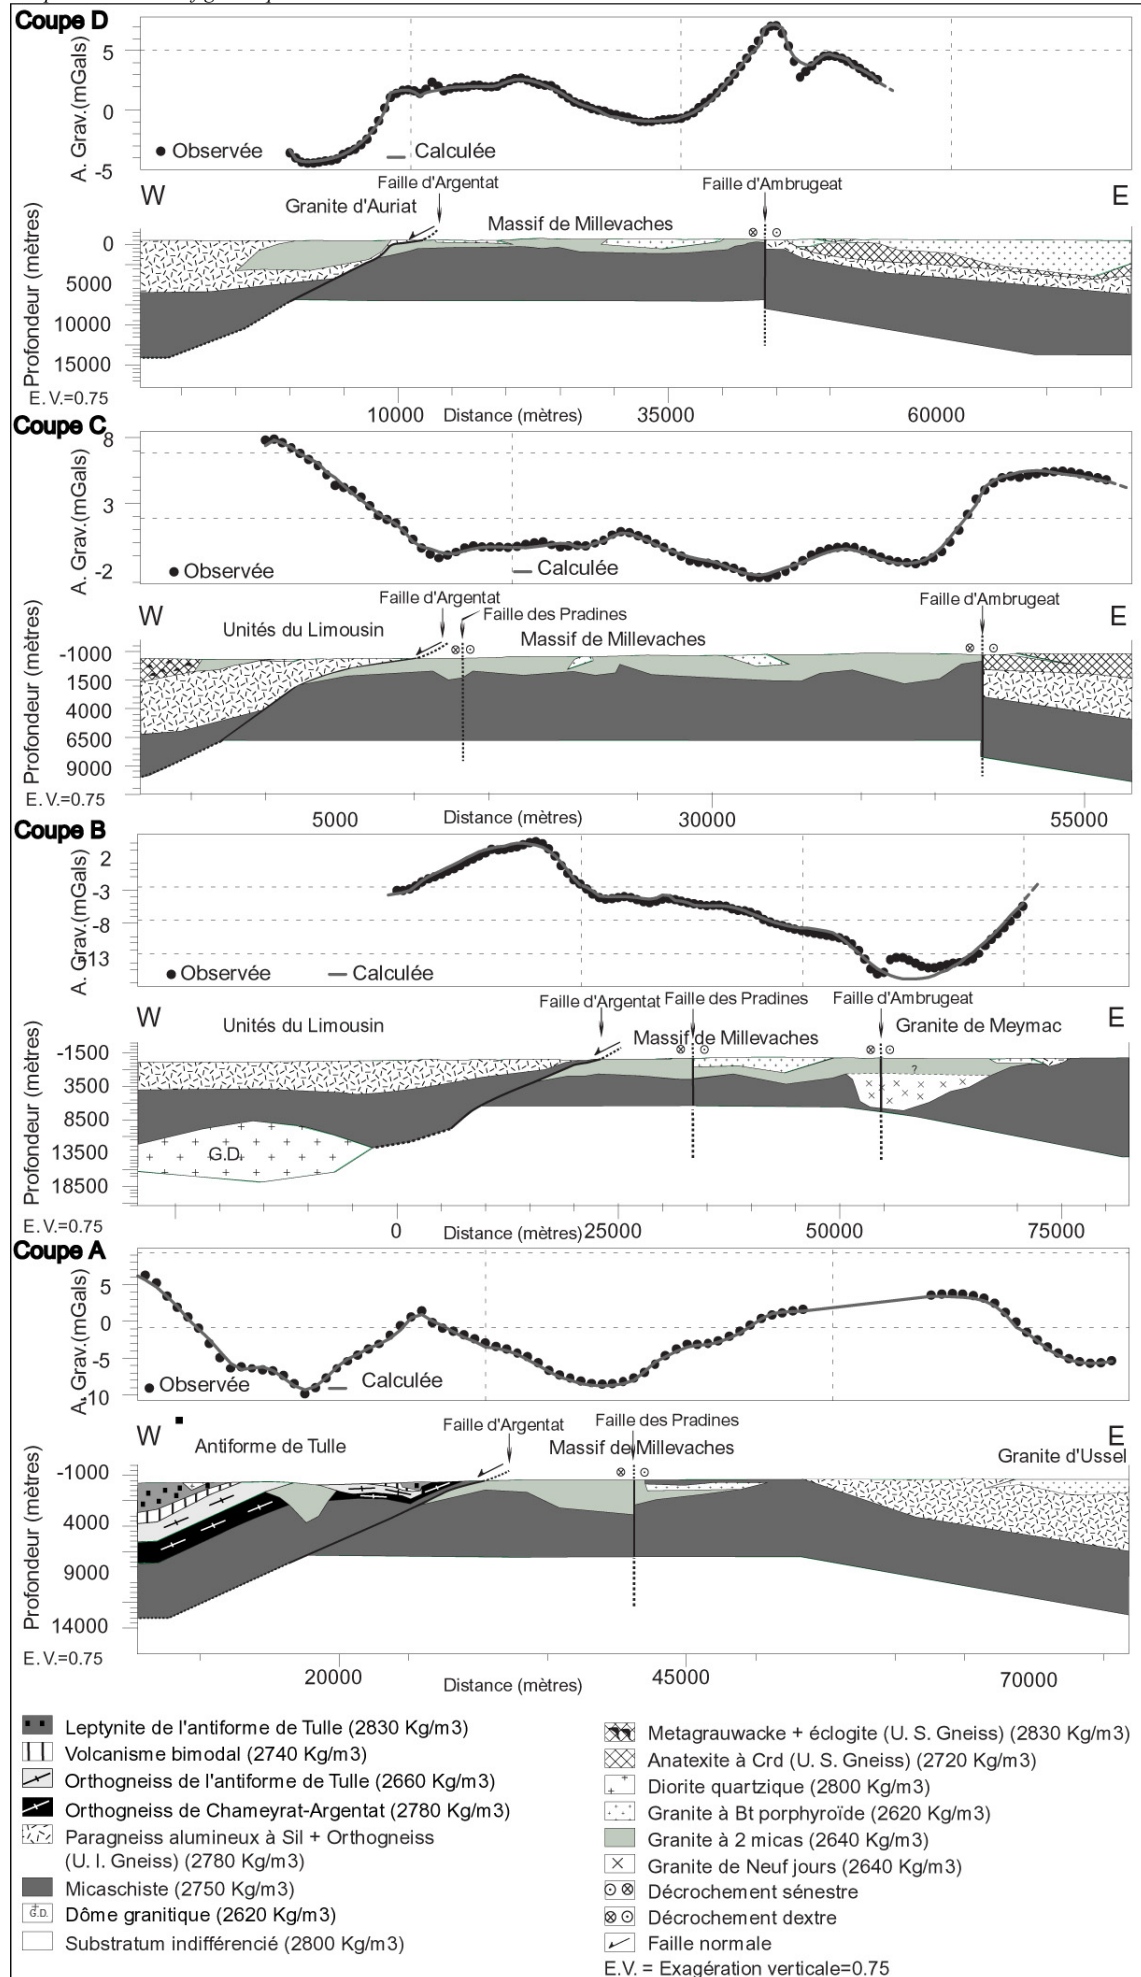 Coupe D
A. Grav.(mGals)
5
0
-5
Observée
Calculée
W
E
Faille d'Argentat
Faille d'Ambrugeat
Granite d'Auriat
Massif de Millevaches
Profondeur (mètres)
0
5000
10000
15000
E. V.=0.75
10000
Distance (mètres)
35000
60000
Coupe C
A. Grav.(mGals)
8
3
-2
Observée
Calculée
W
E
Faille d'Argentat
Faille des Pradines
Faille d'Ambrugeat
Unités du Limousin
Massif de Millevaches
Profondeur (mètres)
-1000
1500
4000
6500
9000
E. V.=0.75
5000
Distance (mètres)
30000
55000
Coupe B
A. Grav.(mGals)
2
-3
-8
-13
Observée
Calculée
W
E
Faille d'Argentat
Faille des Pradines
Faille d'Ambrugeat
Unités du Limousin
Massif de Millevaches
Granite de Meymac
Profondeur (mètres)
-1500
3500
8500
13500
18500
?
G.D.
E. V.=0.75
0
Distance (mètres)
25000
50000
75000
Coupe A
A. Grav.(mGals)
5
0
-5
-10
Observée
Calculée
W
E
Faille d'Argentat
Faille des Pradines
Antiforme de Tulle
Massif de Millevaches
Granite d'Ussel
Profondeur (mètres)
-1000
4000
9000
14000
E. V.=0.75
20000
Distance (mètres)
45000
70000
Leptynite de l'antiforme de Tulle (2830 Kg/m3)
Volcanisme bimodal (2740 Kg/m3)
Orthogneiss de l'antiforme de Tulle (2660 Kg/m3)
Orthogneiss de Chameyrat-Argentat (2780 Kg/m3)
Paragneiss alumineux à Sil + Orthogneiss
(U. I. Gneiss) (2780 Kg/m3)
Micaschiste (2750 Kg/m3)
G.D.
Dôme granitique (2620 Kg/m3)
Substratum indifférencié (2800 Kg/m3)
Metagrauwacke + éclogite (U. S. Gneiss) (2830 Kg/m3)
Anatexite à Crd (U. S. Gneiss) (2720 Kg/m3)
Diorite quartzique (2800 Kg/m3)
Granite à Bt porphyroïde (2620 Kg/m3)
Granite à 2 micas (2640 Kg/m3)
Granite de Neuf jours (2640 Kg/m3)
Décrochement sénestre
Décrochement dextre
Faille normale
E.V. = Exagération verticale=0.75